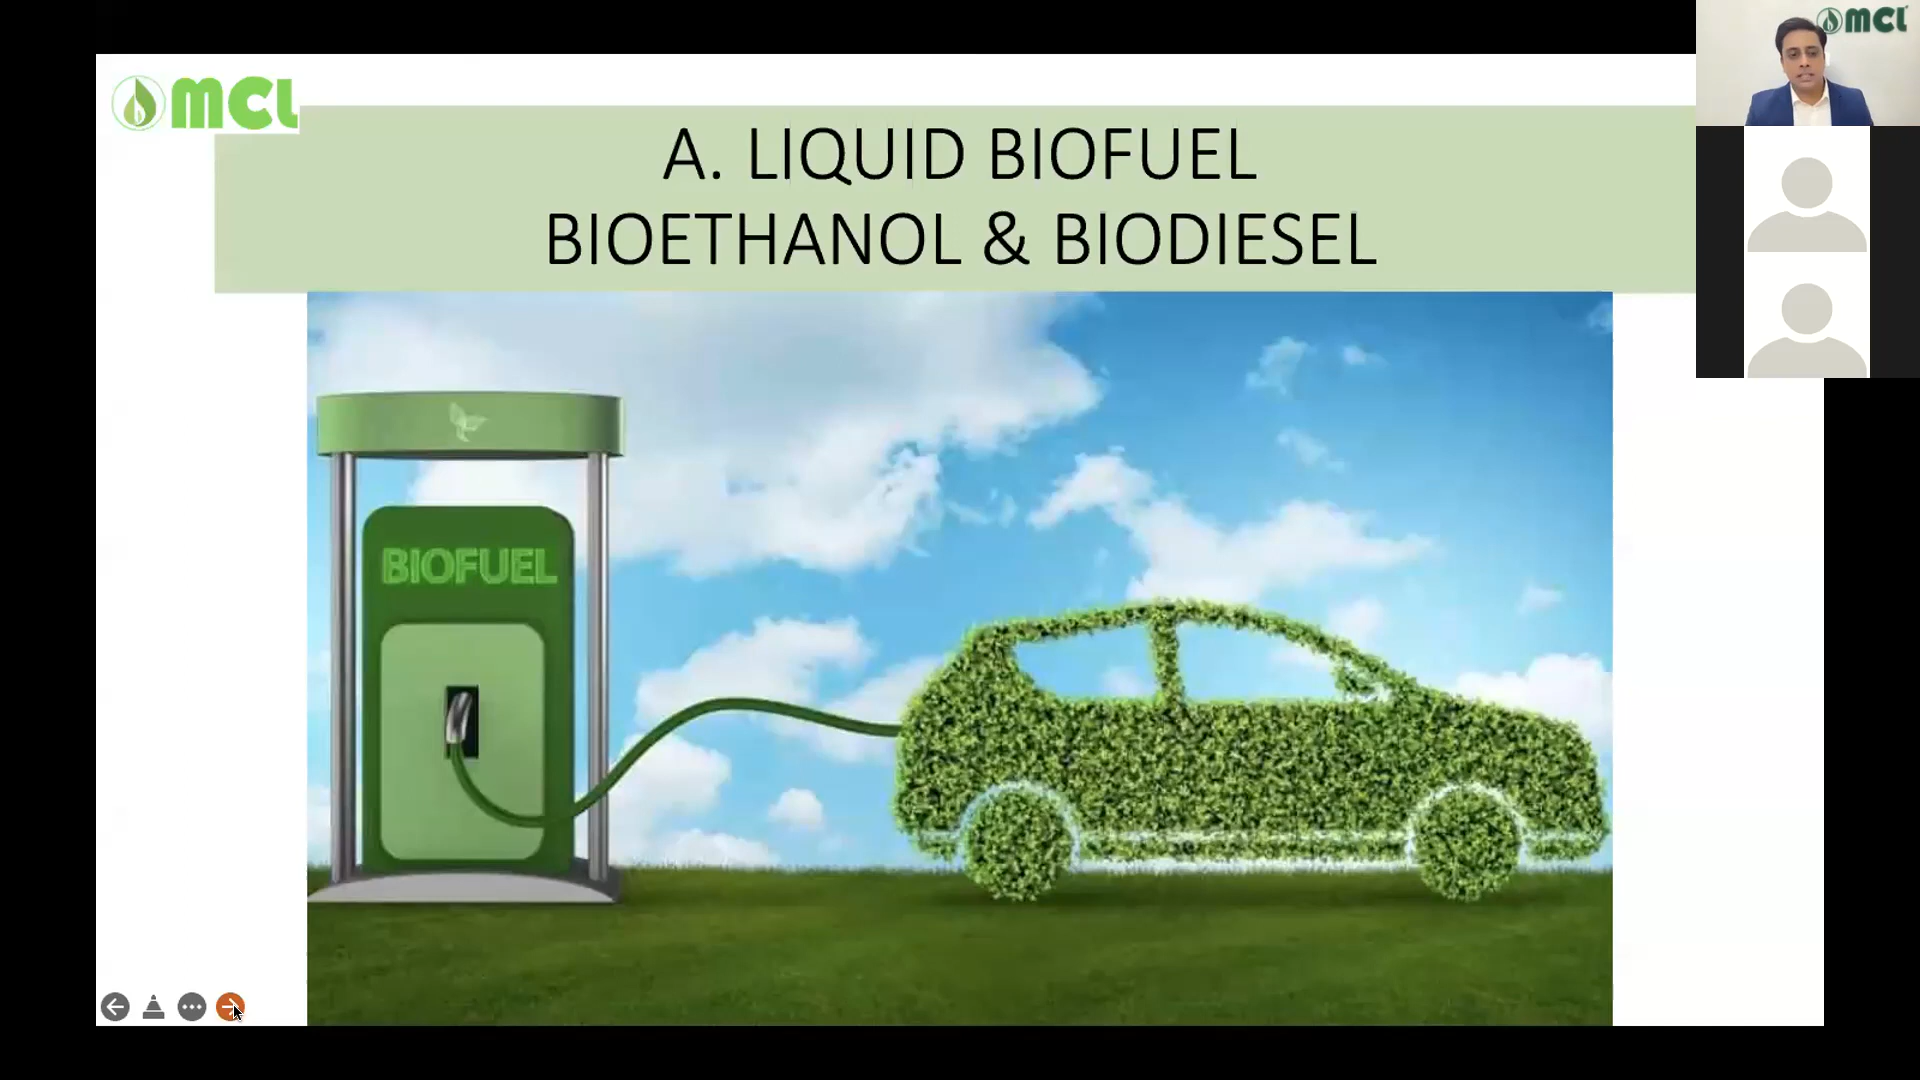 MCL
MCL
A. LIQUID BIOFUEL
BIOETHANOL & BIODIESEL
BIOFUEL